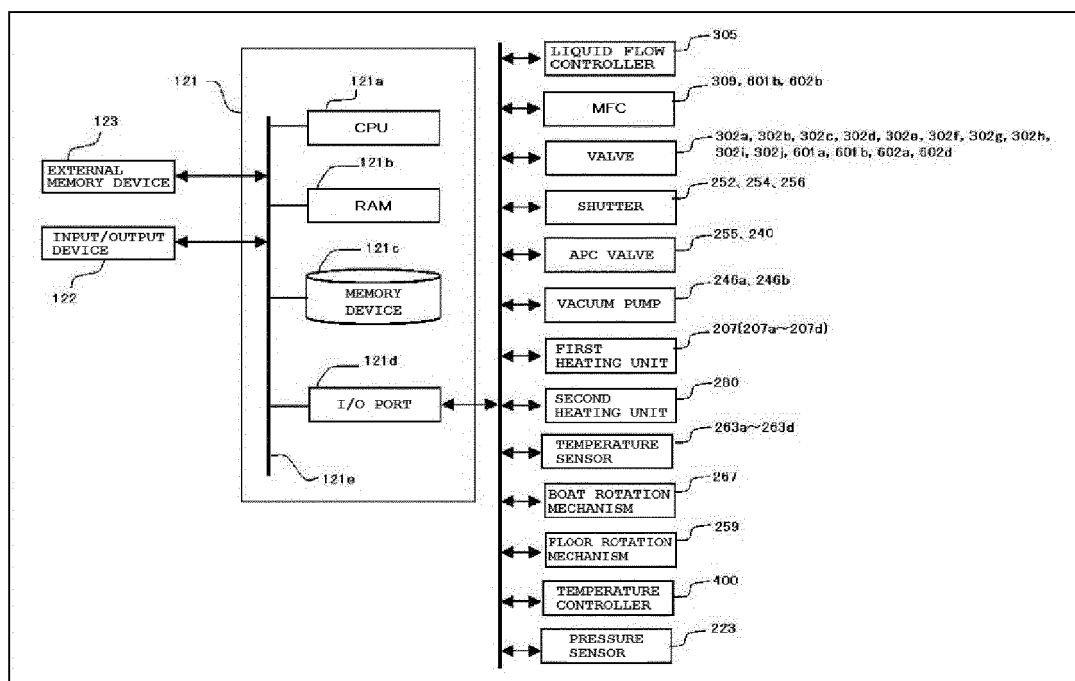 121
121a
CPU
121b
RAM
121c
MEMORY
DEVICE
121d
I/O PORT
121e
123
EXTERNAL
MEMORY DEVICE
INPUT/OUTPUT
DEVICE
122
LIQUID FLOW
CONTROLLER
305
MFC
309, 601b, 602b
VALVE
302a, 302b, 302c, 302d, 302e, 302f, 302g, 302h,
302i, 302j, 601a, 601b, 602a, 602d
SHUTTER
252、254、256
APC VALVE
255、240
VACUUM PUMP
246a、246b
FIRST
HEATING UNIT
207(207a~207d)
SECOND
HEATING UNIT
280
TEMPERATURE
SENSOR
263a~263d
BOAT ROTATION
MECHANISM
267
FLOOR ROTATION
MECHANISM
259
TEMPERATURE
CONTROLLER
400
PRESSURE
SENSOR
223